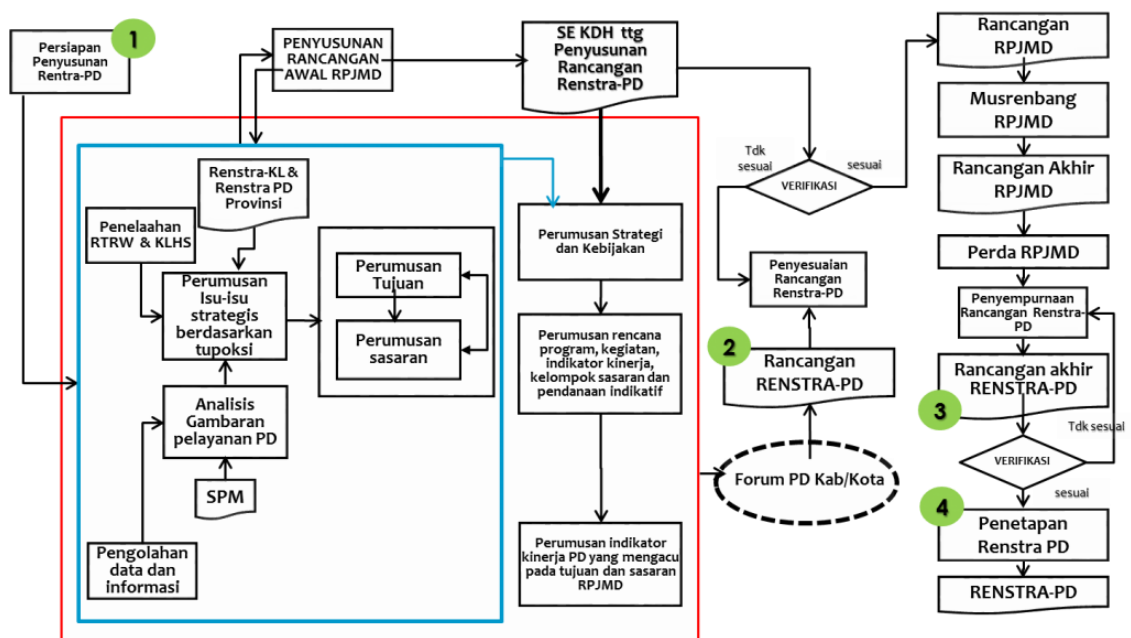 1
Persiapan
Penyusunan
Rentra-PD
PENYUSUNAN
RANCANGAN
AWAL RPJMD
SE KDH ttg
Penyusunan
Rancangan
Renstra-PD
Renstra-KL &
Renstra PD
Provinsi
Penelaahan
RTRW & KLHS
Perumusan
Isu-isu
strategis
berdasarkan
tupoksi
Perumusan
Tujuan
Perumusan
sasaran
Analisis
Gambaran
pelayanan PD
SPM
Pengolahan
data dan
informasi
Perumusan Strategi
dan Kebijakan
Perumusan rencana
program, kegiatan,
indikator kinerja,
kelompok sasaran dan
pendanaan indikatif
Perumusan indikator
kinerja PD yang mengacu
pada tujuan dan sasaran
RPJMD
Tdk
sesuai
VERIFIKASI
sesuai
Penyesuaian
Rancangan
Renstra-PD
2
Rancangan
RENSTRA-PD
Forum PD Kab/Kota
Rancangan
RPJMD
Musrenbang
RPJMD
Rancangan Akhir
RPJMD
Perda RPJMD
Penyempurnaan
Rancangan Renstra-
PD
Rancangan akhir
RENSTRA-PD
3
Tdk sesuai
VERIFIKASI
sesuai
4
Penetapan
Renstra PD
RENSTRA-PD